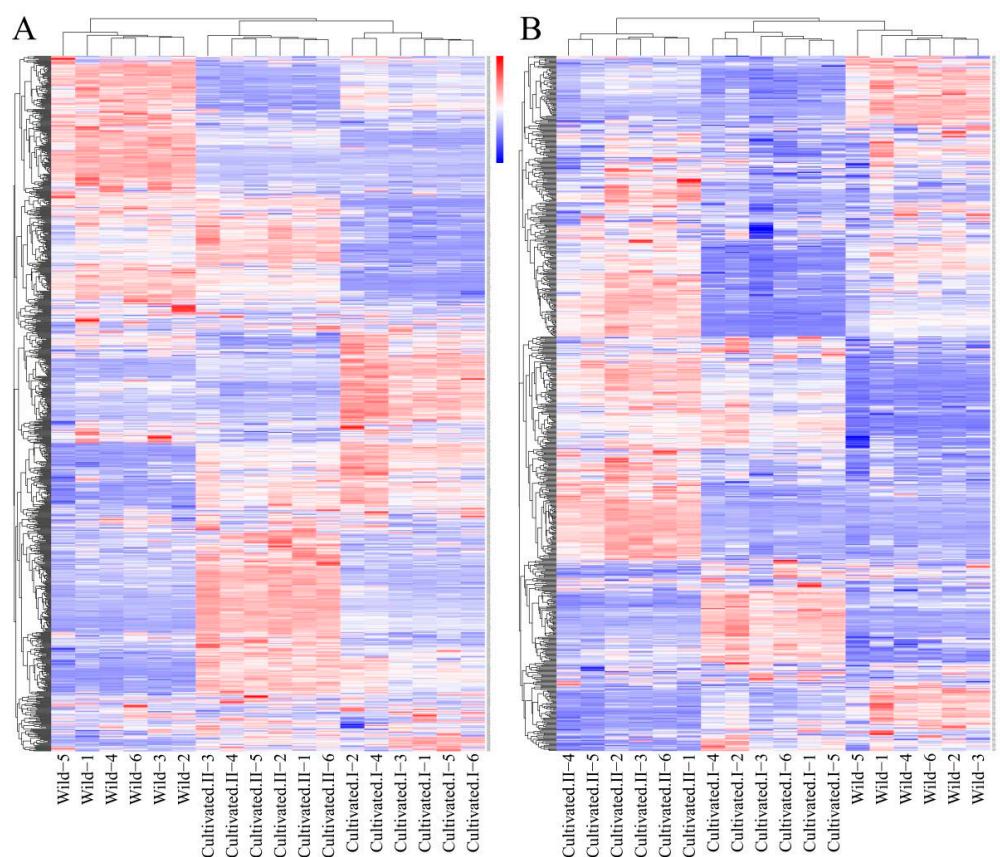 A
B
Wild−5
Wild−1
Wild−4
Wild−6
Wild−3
Wild−2
Cultivated.II−3
Cultivated.II−4
Cultivated.II−5
Cultivated.II−2
Cultivated.II−1
Cultivated.II−6
Cultivated.I−2
Cultivated.I−4
Cultivated.I−3
Cultivated.I−1
Cultivated.I−5
Cultivated.I−6
Cultivated.II−4
Cultivated.II−5
Cultivated.II−2
Cultivated.II−3
Cultivated.II−6
Cultivated.II−1
Cultivated.I−4
Cultivated.I−2
Cultivated.I−3
Cultivated.I−6
Cultivated.I−1
Cultivated.I−5
Wild−5
Wild−1
Wild−4
Wild−6
Wild−2
Wild−3